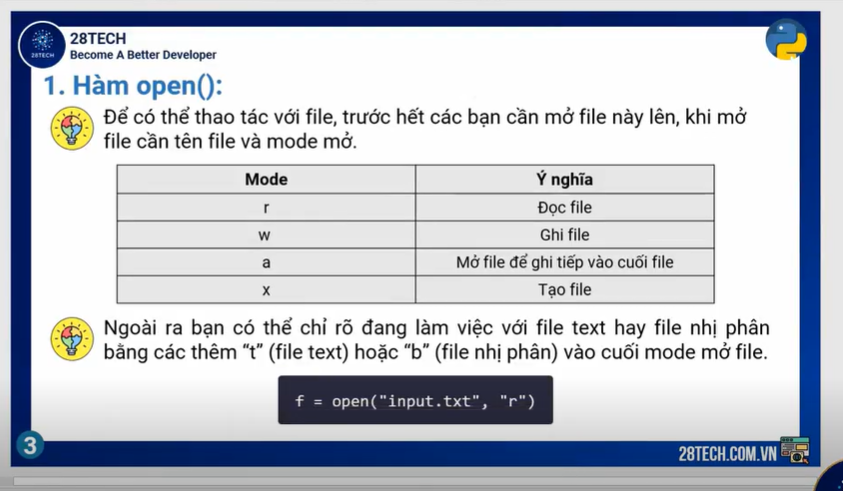 28TECH
Become A Better Developer
28TECH
1. Hàm open():
Để có thể thao tác với file, trước hết các bạn cần mở file này lên, khi mở
file cần tên file và mode mở.
Mode Ý nghĩa
r Đọc file
w Ghi file
a Mở file để ghi tiếp vào cuối file
x Tạo file
Ngoài ra bạn có thể chỉ rõ đang làm việc với file text hay file nhị phân
bằng các thêm “t” (file text) hoặc “b” (file nhị phân) vào cuối mode mở file.
f = open("input.txt", "r")
3
28TECH.COM.VN